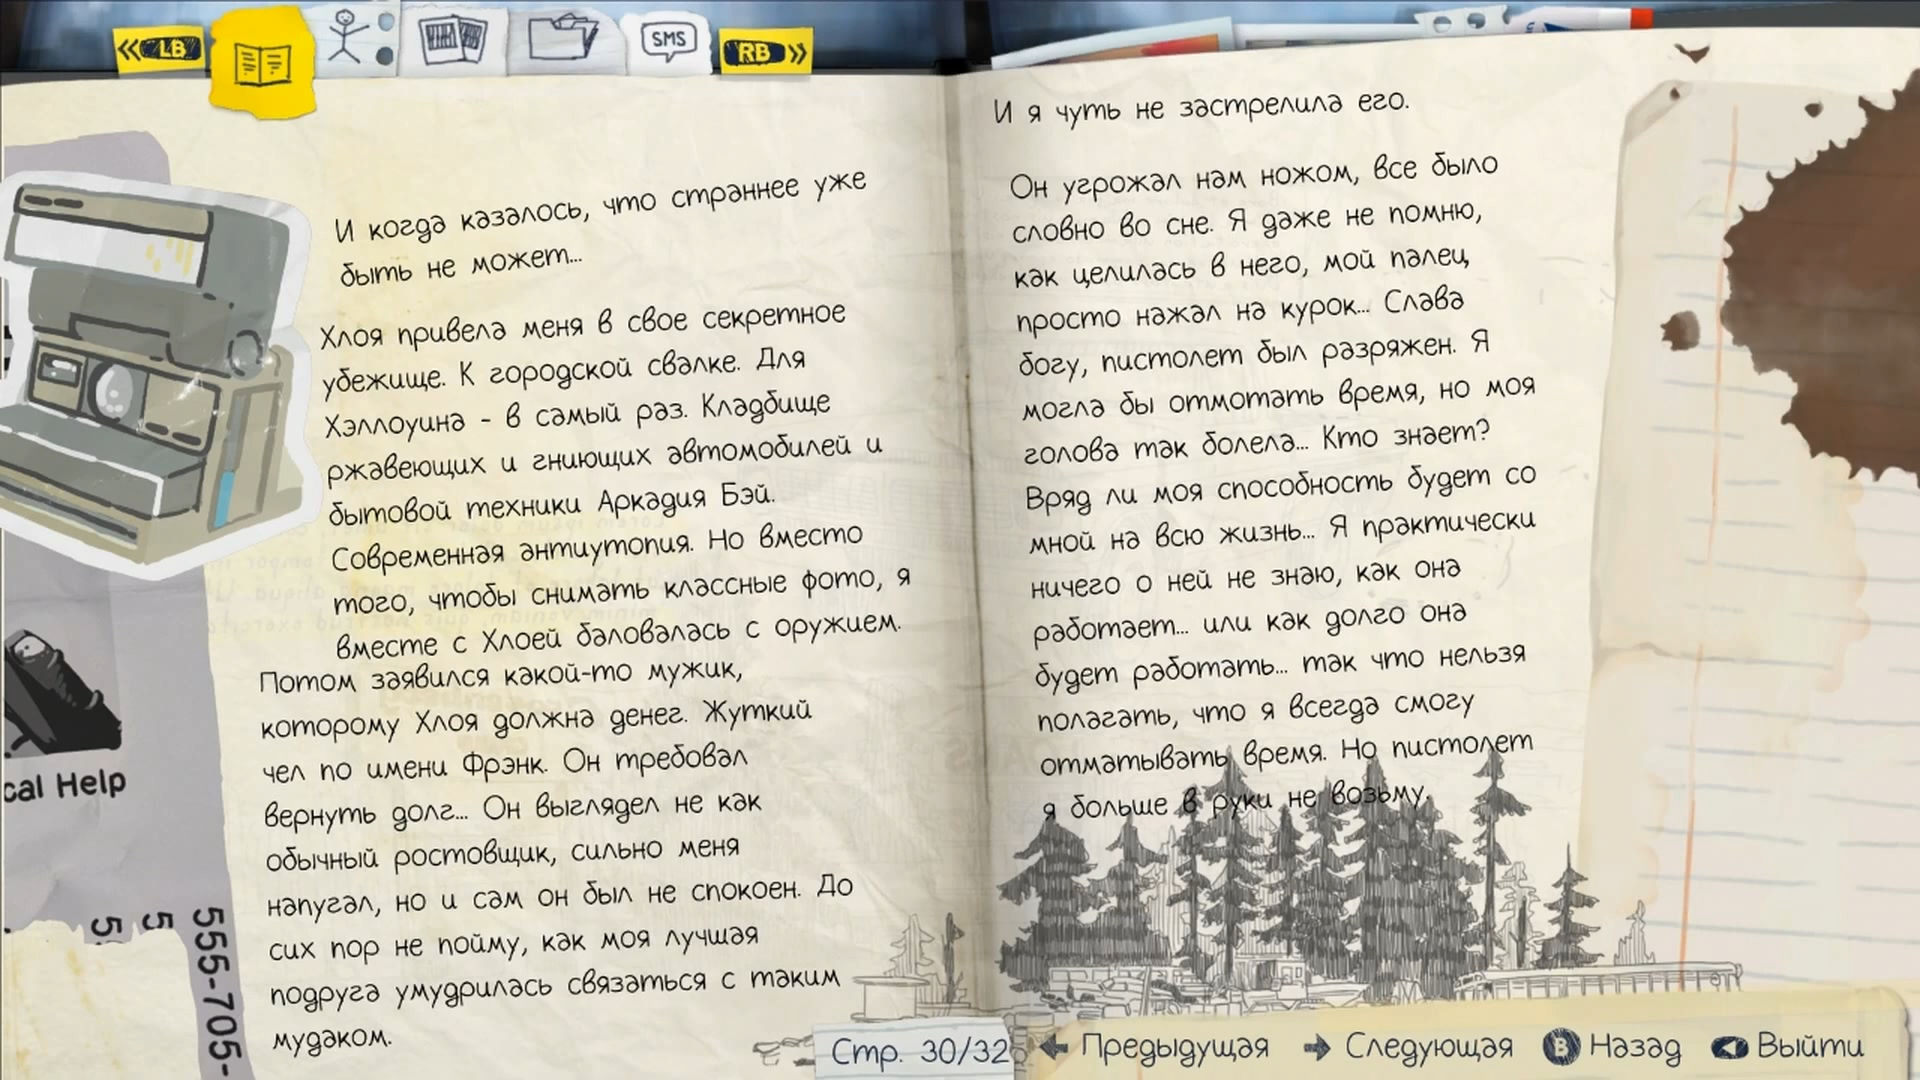 LB
SMS
RB
И когда казалось, что страннее уже
быть не может...
Хлоя привела меня в свое секретное
убежище. К городской свалке. Для
Хэллоуина - в самый раз. Кладбище
ржавеющих и гниющих автомобилей и
бытовой техники Аркадия Бэй.
Современная антиутопия. Но вместо
того, чтобы снимать классные фото, я
вместе с Хлоей баловалась с оружием.
Потом заявился какой-то мужик,
которому Хлоя должна денег. Жуткий
чел по имени Фрэнк. Он требовал
вернуть долг... Он выглядел не как
обычный ростовщик, сильно меня
напугал, но и сам он был не спокоен. До
сих пор не пойму, как моя лучшая
подруга умудрилась связаться с таким
мудаком.
И я чуть не застрелила его.
Он угрожал нам ножом, все было
словно во сне. Я даже не помню,
как целилась в него, мой палец
просто нажал на курок... Слава
богу, пистолет был разряжен. Я
могла бы отмотать время, но моя
голова так болела... Кто знает?
Вряд ли моя способность будет со
мной на всю жизнь... Я практически
ничего о ней не знаю, как она
работает... или как долго она
будет работать... так что нельзя
полагать, что я всегда смогу
отматывать время. Но пистолет
я больше в руки не возьму.
cal Help
555-705-
Стр. 30/32
Предыдущая
Следующая
B Назад
Выйти